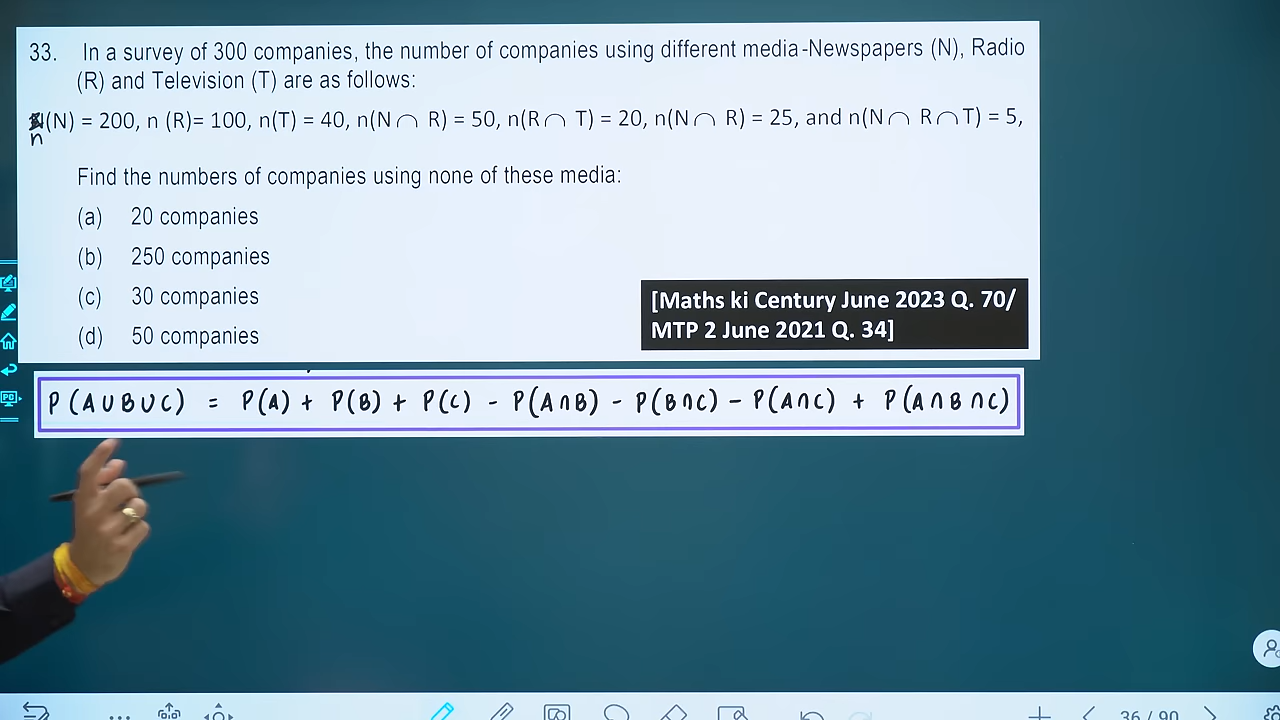 33. In a survey of 300 companies, the number of companies using different media-Newspapers (N), Radio
(R) and Television (T) are as follows:
n(N) = 200, n (R)= 100, n(T) = 40, n(N ∩ R) = 50, n(R ∩ T) = 20, n(N ∩ R) = 25, and n(N ∩ R ∩ T) = 5,
Find the numbers of companies using none of these media:
(a) 20 companies
(b) 250 companies
(c) 30 companies
(d) 50 companies
[Maths ki Century June 2023 Q. 70/
MTP 2 June 2021 Q. 34]
P (A ∪ B ∪ C) = P(A) + P(B) + P(C) - P(A ∩ B) - P(B ∩ C) - P(A ∩ C) + P(A ∩ B ∩ C)
PC
36 / 90